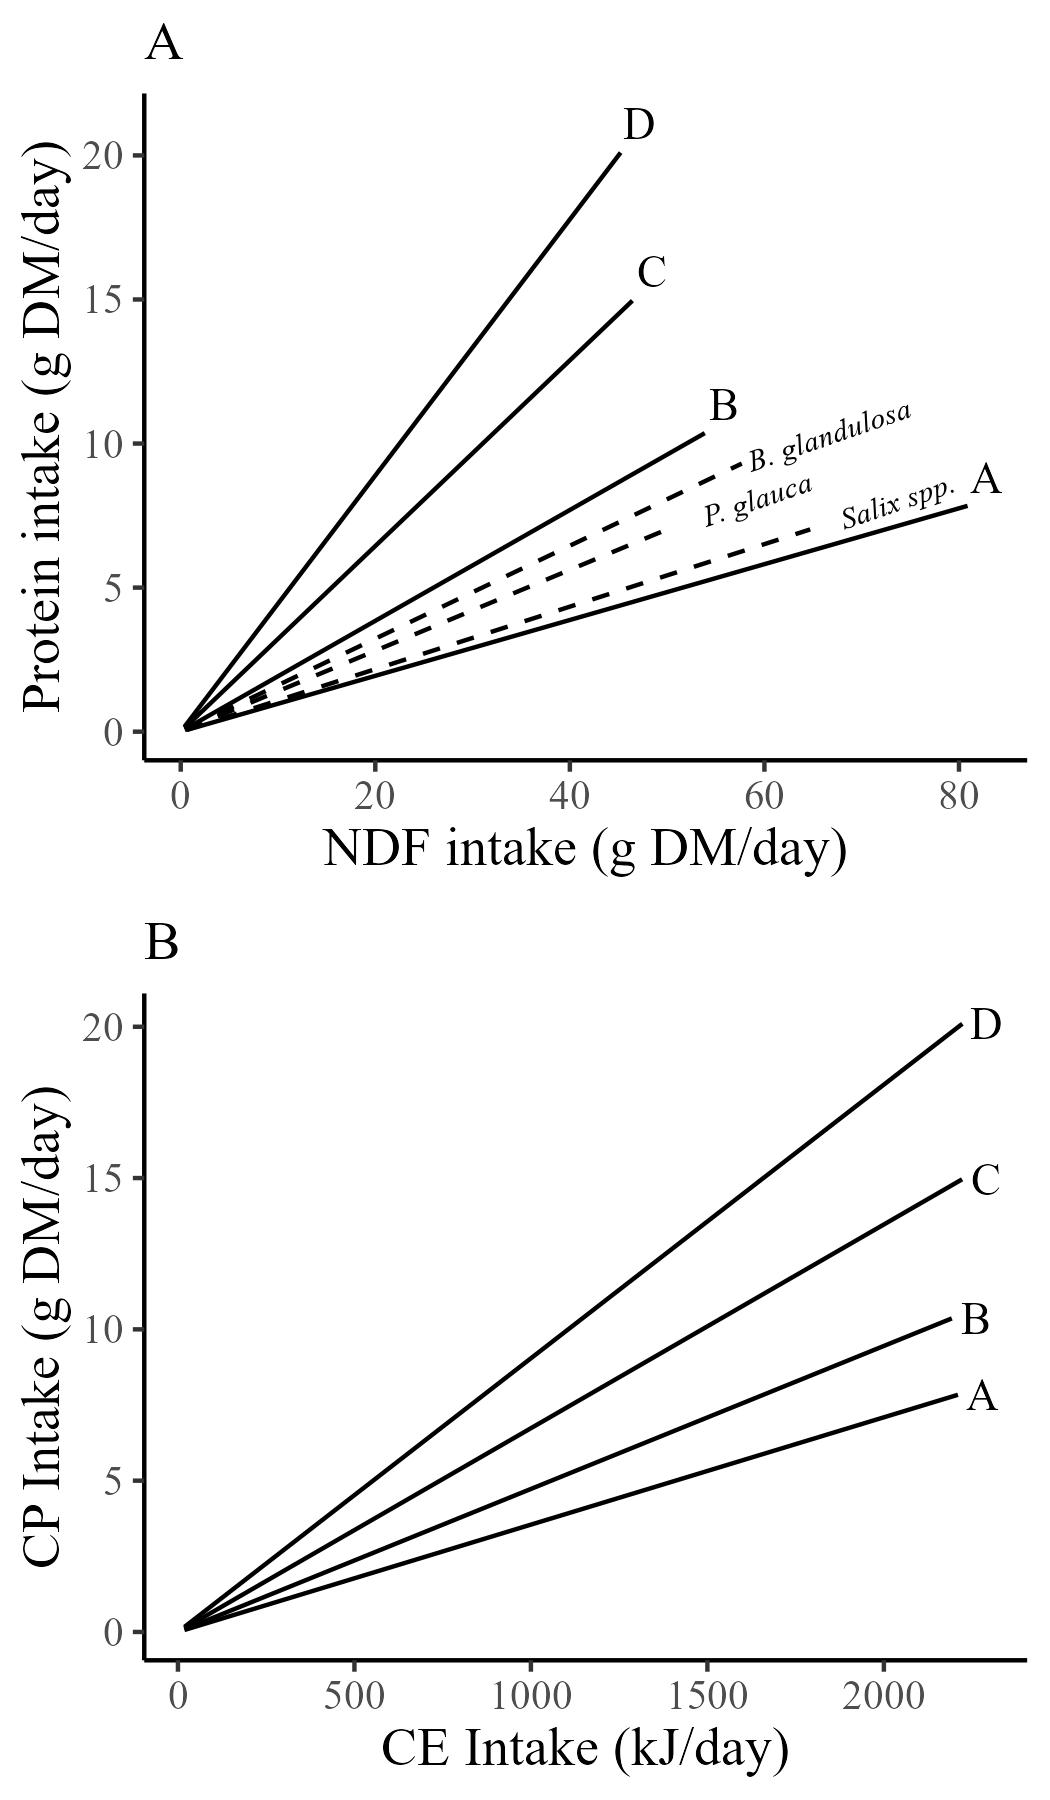 A
Protein intake (g DM/day)
20
15
10
5
0
D
C
B
B. glandulosa
P. glauca
Salix spp.
A
0 20 40 60 80
NDF intake (g DM/day)
B
CP Intake (g DM/day)
20
15
10
5
0
D
C
B
A
0 500 1000 1500 2000
CE Intake (kJ/day)